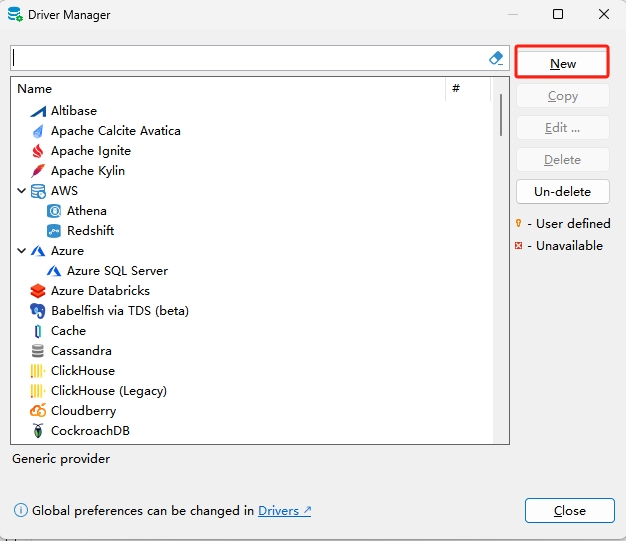 Driver Manager
New
Name #
Altibase
Copy
Apache Calcite Avatica
Edit ...
Apache Ignite
Delete
Apache Kylin
AWS
Un-delete
Athena
- User defined
Redshift
- Unavailable
Azure
Azure SQL Server
Azure Databricks
Babelfish via TDS (beta)
Cache
Cassandra
ClickHouse
ClickHouse (Legacy)
Cloudberry
CockroachDB
Generic provider
Global preferences can be changed in Drivers ↗
Close